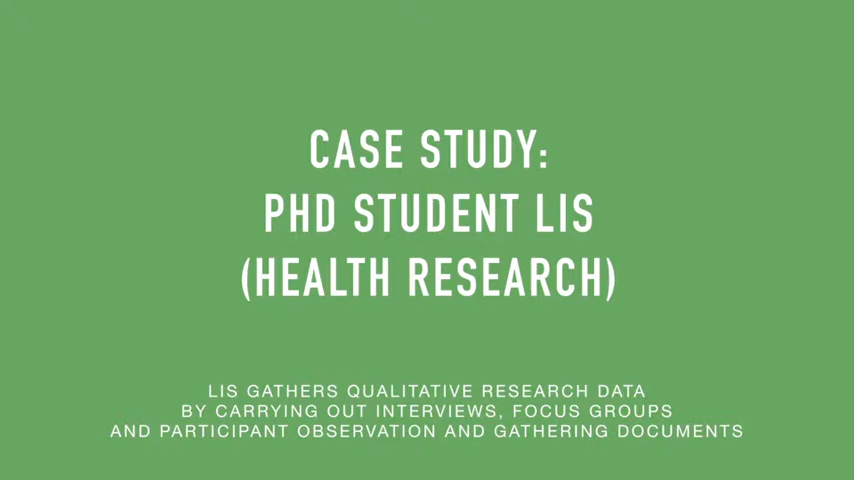 CASE STUDY:
PHD STUDENT LIS
(HEALTH RESEARCH)
LIS GATHERS QUALITATIVE RESEARCH DATA
BY CARRYING OUT INTERVIEWS, FOCUS GROUPS
AND PARTICIPANT OBSERVATION AND GATHERING DOCUMENTS